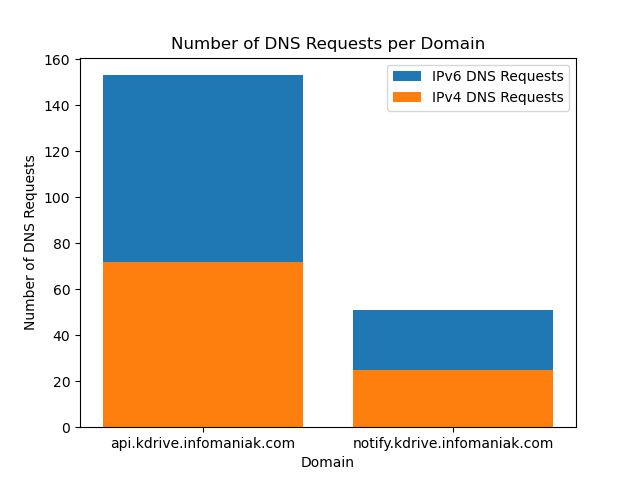 Number of DNS Requests per Domain
IPv6 DNS Requests
IPv4 DNS Requests
Number of DNS Requests
160
140
120
100
80
60
40
20
0
api.kdrive.infomaniak.com notify.kdrive.infomaniak.com
Domain